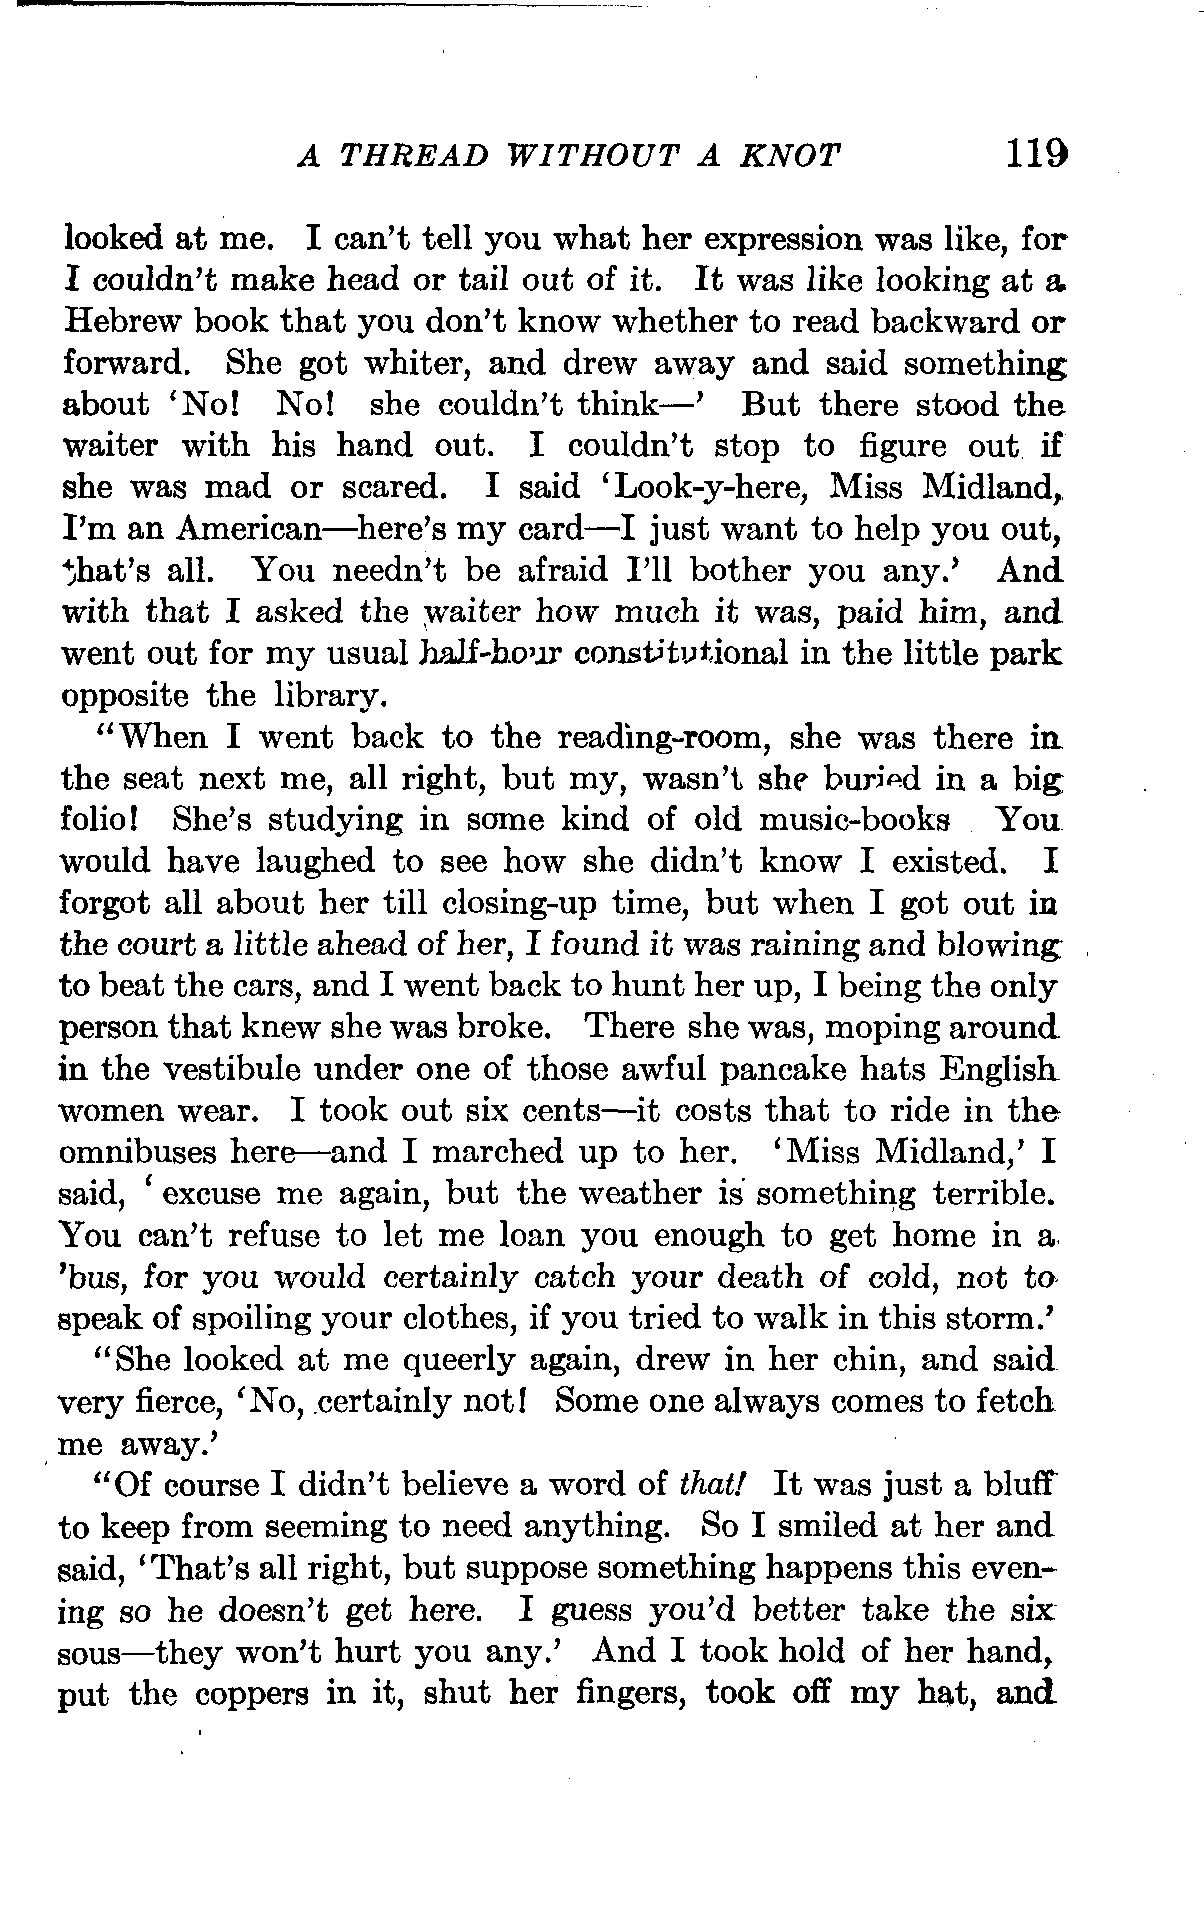 A THREAD WITHOUT A KNOT 119
looked at me. I can't tell you what her expression was like, for
I couldn't make head or tail out of it. It was like looking at a
Hebrew book that you don't know whether to read backward or
forward. She got whiter, and drew away and said something
about 'No! No! she couldn't think—' But there stood the
waiter with his hand out. I couldn't stop to figure out if
she was mad or scared. I said 'Look-y-here, Miss Midland,
I'm an American—here's my card—I just want to help you out,
that's all. You needn't be afraid I'll bother you any.' And
with that I asked the waiter how much it was, paid him, and
went out for my usual half-hour constitutional in the little park
opposite the library.
"When I went back to the reading-room, she was there in
the seat next me, all right, but my, wasn't she buried in a big
folio! She's studying in some kind of old music-books You
would have laughed to see how she didn't know I existed. I
forgot all about her till closing-up time, but when I got out in
the court a little ahead of her, I found it was raining and blowing
to beat the cars, and I went back to hunt her up, I being the only
person that knew she was broke. There she was, moping around
in the vestibule under one of those awful pancake hats English
women wear. I took out six cents—it costs that to ride in the
omnibuses here—and I marched up to her. 'Miss Midland,' I
said, 'excuse me again, but the weather is something terrible.
You can't refuse to let me loan you enough to get home in a
'bus, for you would certainly catch your death of cold, not to
speak of spoiling your clothes, if you tried to walk in this storm.'
"She looked at me queerly again, drew in her chin, and said
very fierce, 'No, certainly not! Some one always comes to fetch
me away.'
"Of course I didn't believe a word of that! It was just a bluff
to keep from seeming to need anything. So I smiled at her and
said, 'That's all right, but suppose something happens this even-
ing so he doesn't get here. I guess you'd better take the six
sous—they won't hurt you any.' And I took hold of her hand,
put the coppers in it, shut her fingers, took off my hat, and